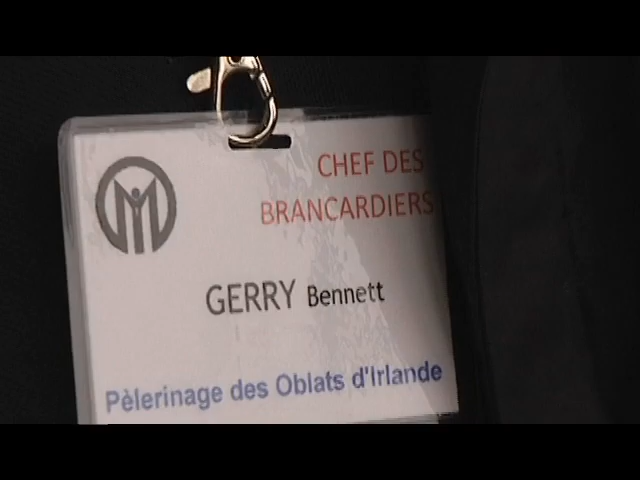 CHEF DES
BRANCARDIERS
GERRY Bennett
Pèlerinage des Oblats d'Irlande